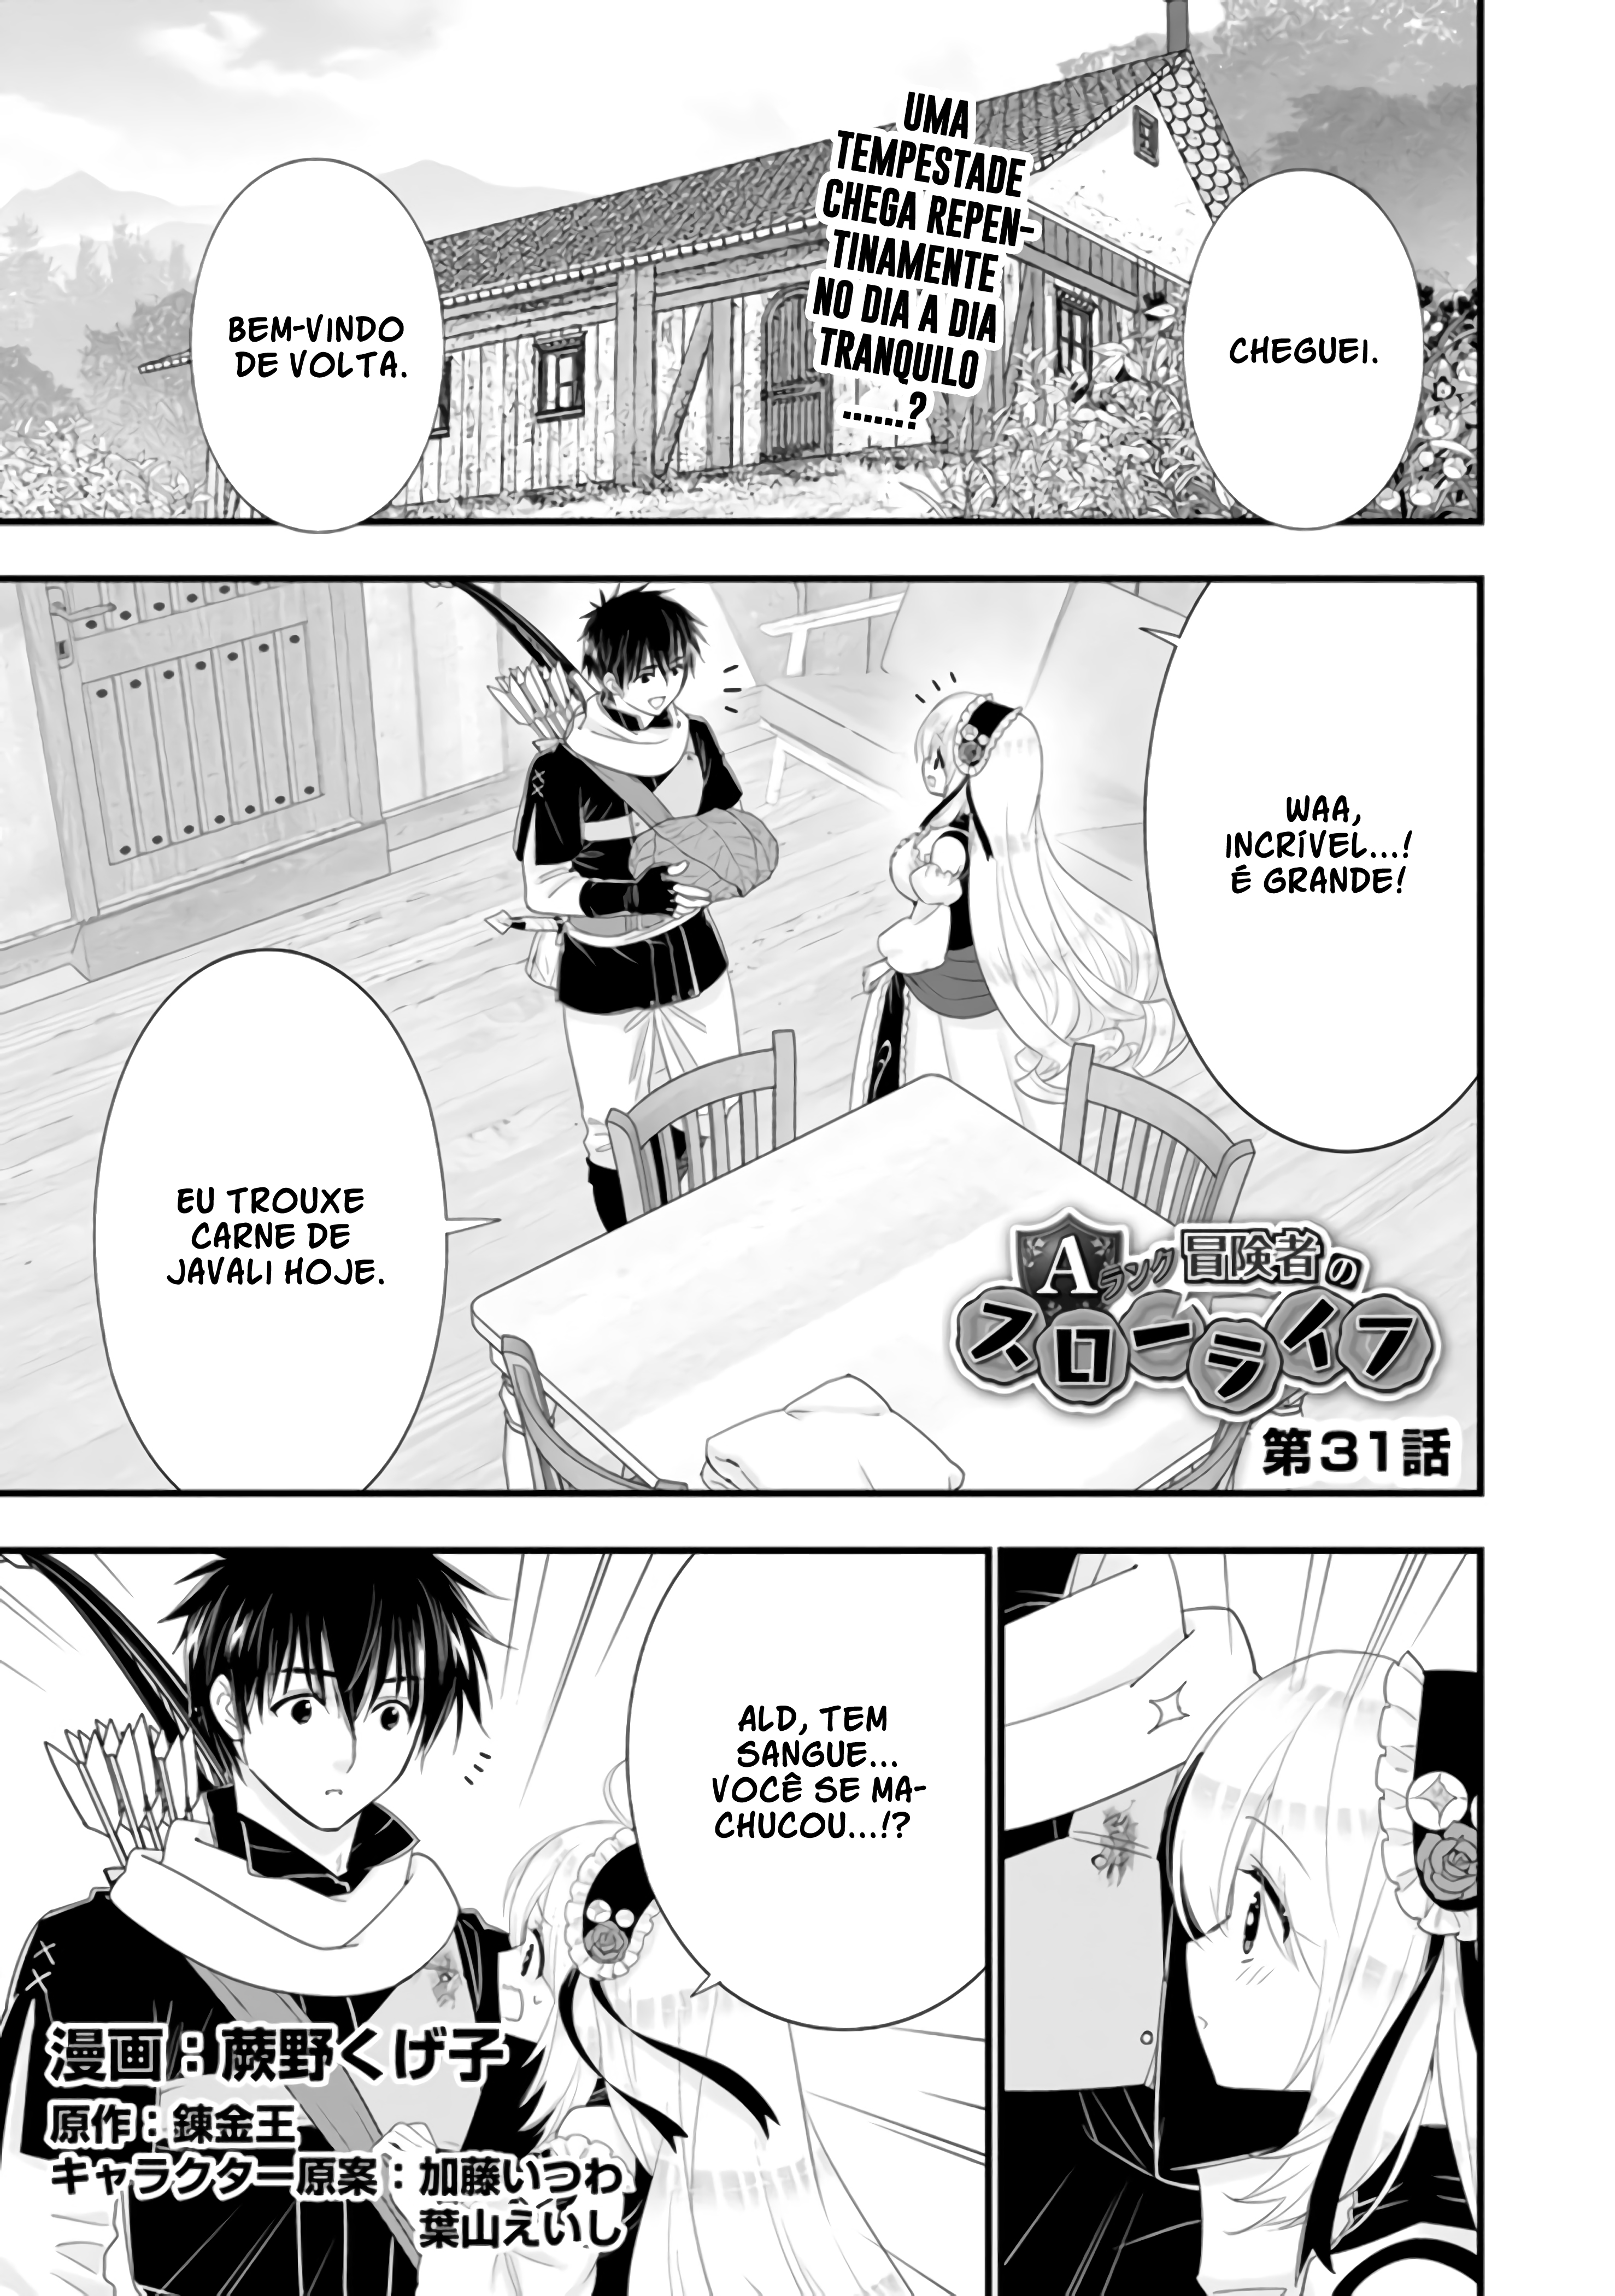 CHEGUEI.
UMA
TEMPESTADE
CHEGA REPEN-
TINAMENTE
NO DIA A DIA
TRANQUILO
......?
BEM-VINDO
DE VOLTA.
WAA,
INCRÍVEL...!
É GRANDE!
EU TROUXE
CARNE DE
JAVALI HOJE.
Aランク冒険者の
スローライフ
第31話
ALD, TEM
SANGUE...
VOCÊ SE MA-
CHUCOU...!?
漫画：蕨野くげ子
原作：錬金王
キャラクター原案：加藤いつわ
葉山えいし